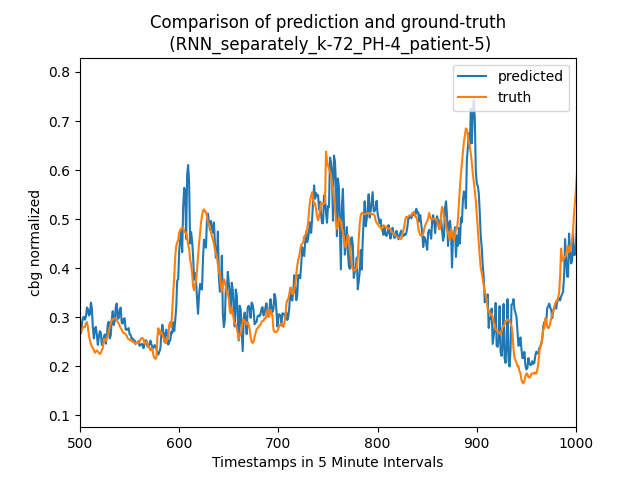 Comparison of prediction and ground-truth
(RNN_separately_k-72_PH-4_patient-5)
predicted
truth
cbg normalized
0.8
0.7
0.6
0.5
0.4
0.3
0.2
0.1
500 600 700 800 900 1000
Timestamps in 5 Minute Intervals